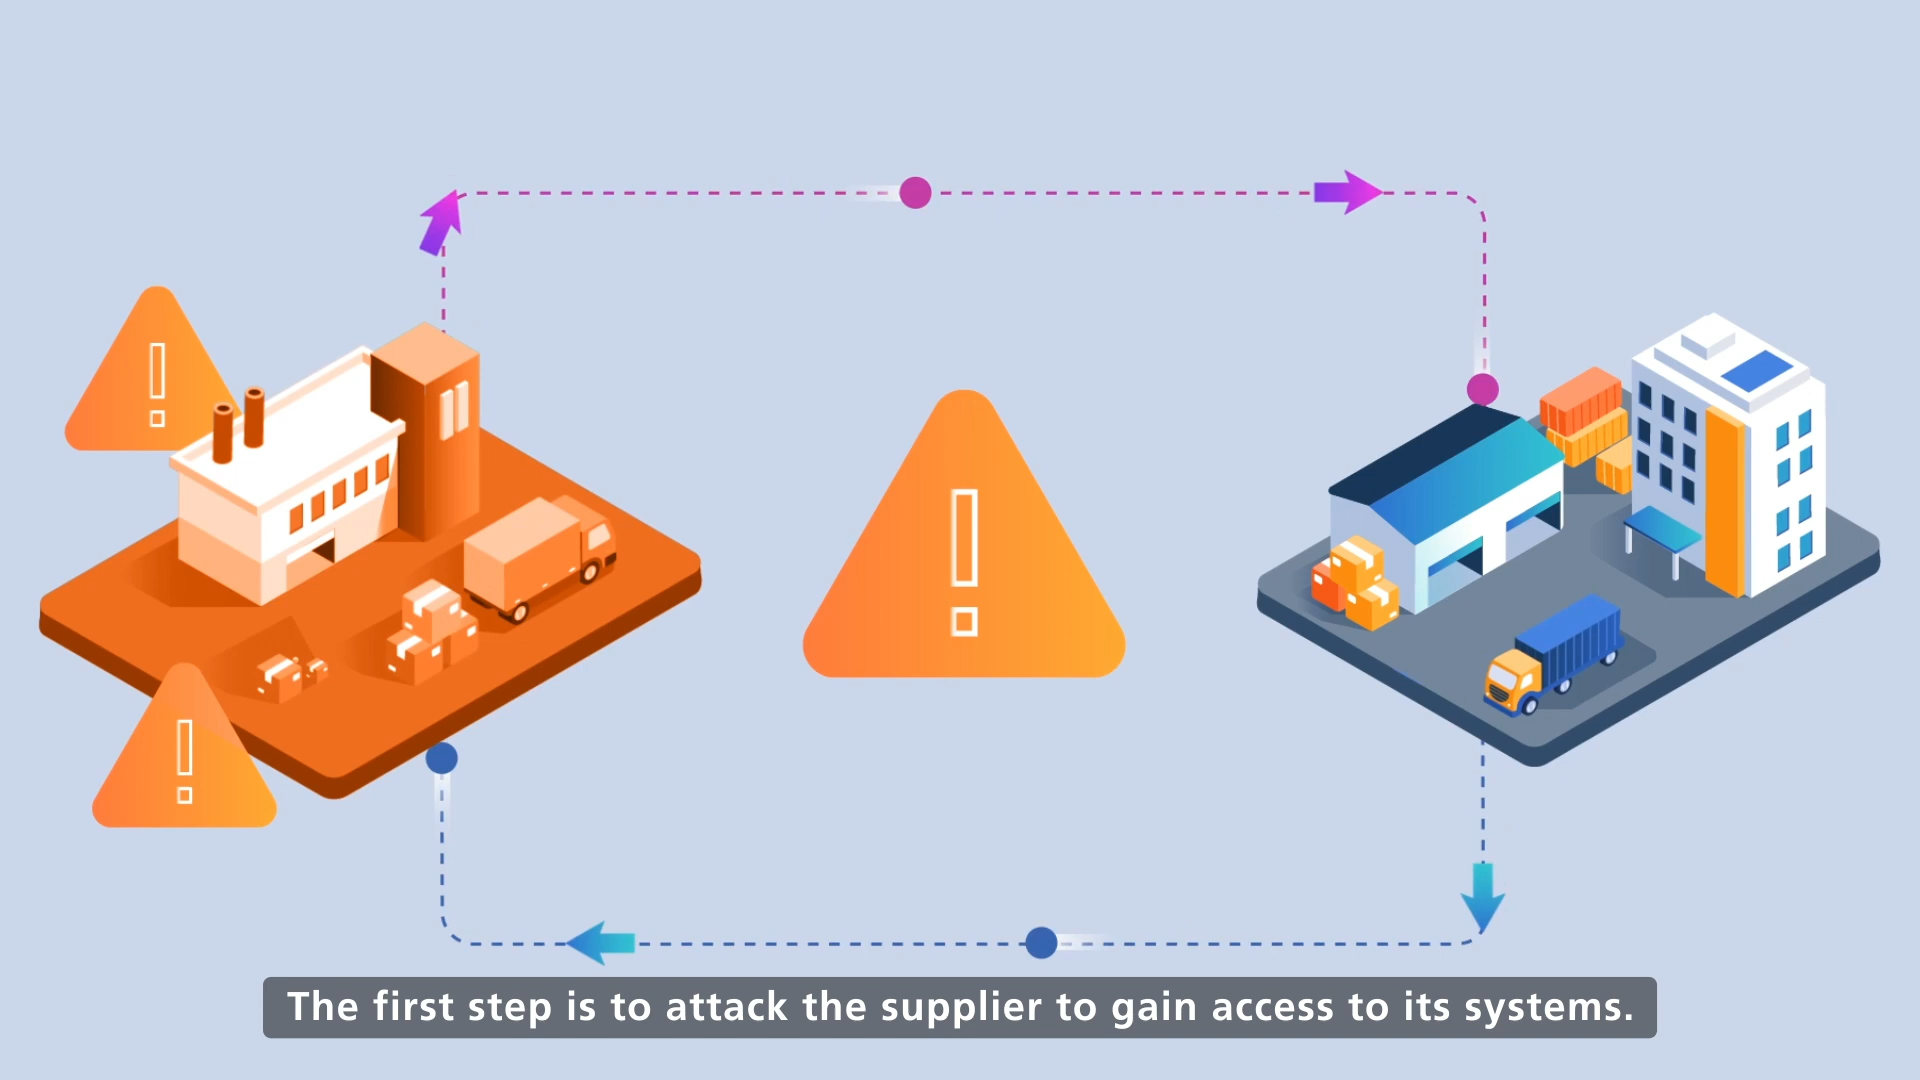 The first step is to attack the supplier to gain access to its systems.